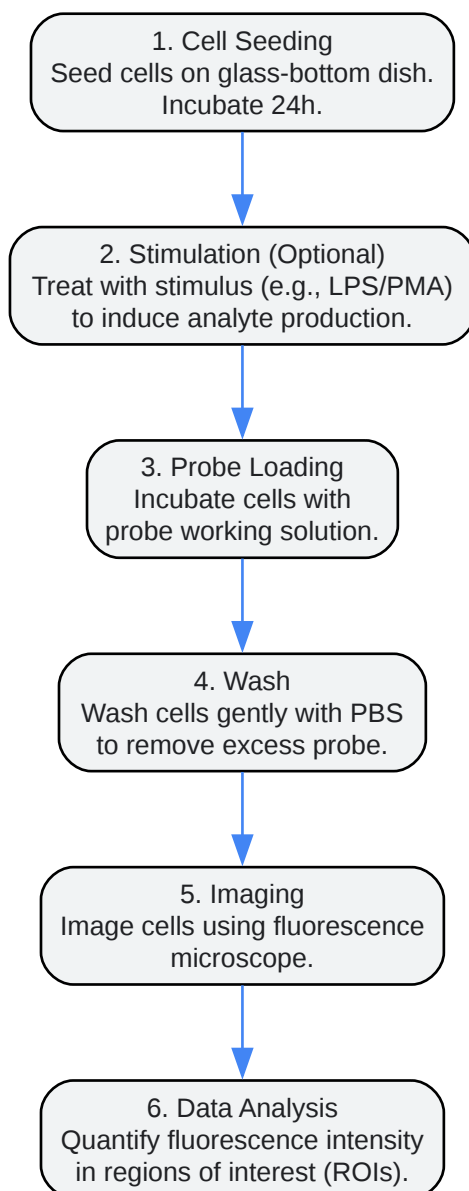 1. Cell Seeding
Seed cells on glass-bottom dish.
Incubate 24h.
2. Stimulation (Optional)
Treat with stimulus (e.g., LPS/PMA)
to induce analyte production.
3. Probe Loading
Incubate cells with
probe working solution.
4. Wash
Wash cells gently with PBS
to remove excess probe.
5. Imaging
Image cells using fluorescence
microscope.
6. Data Analysis
Quantify fluorescence intensity
in regions of interest (ROIs).